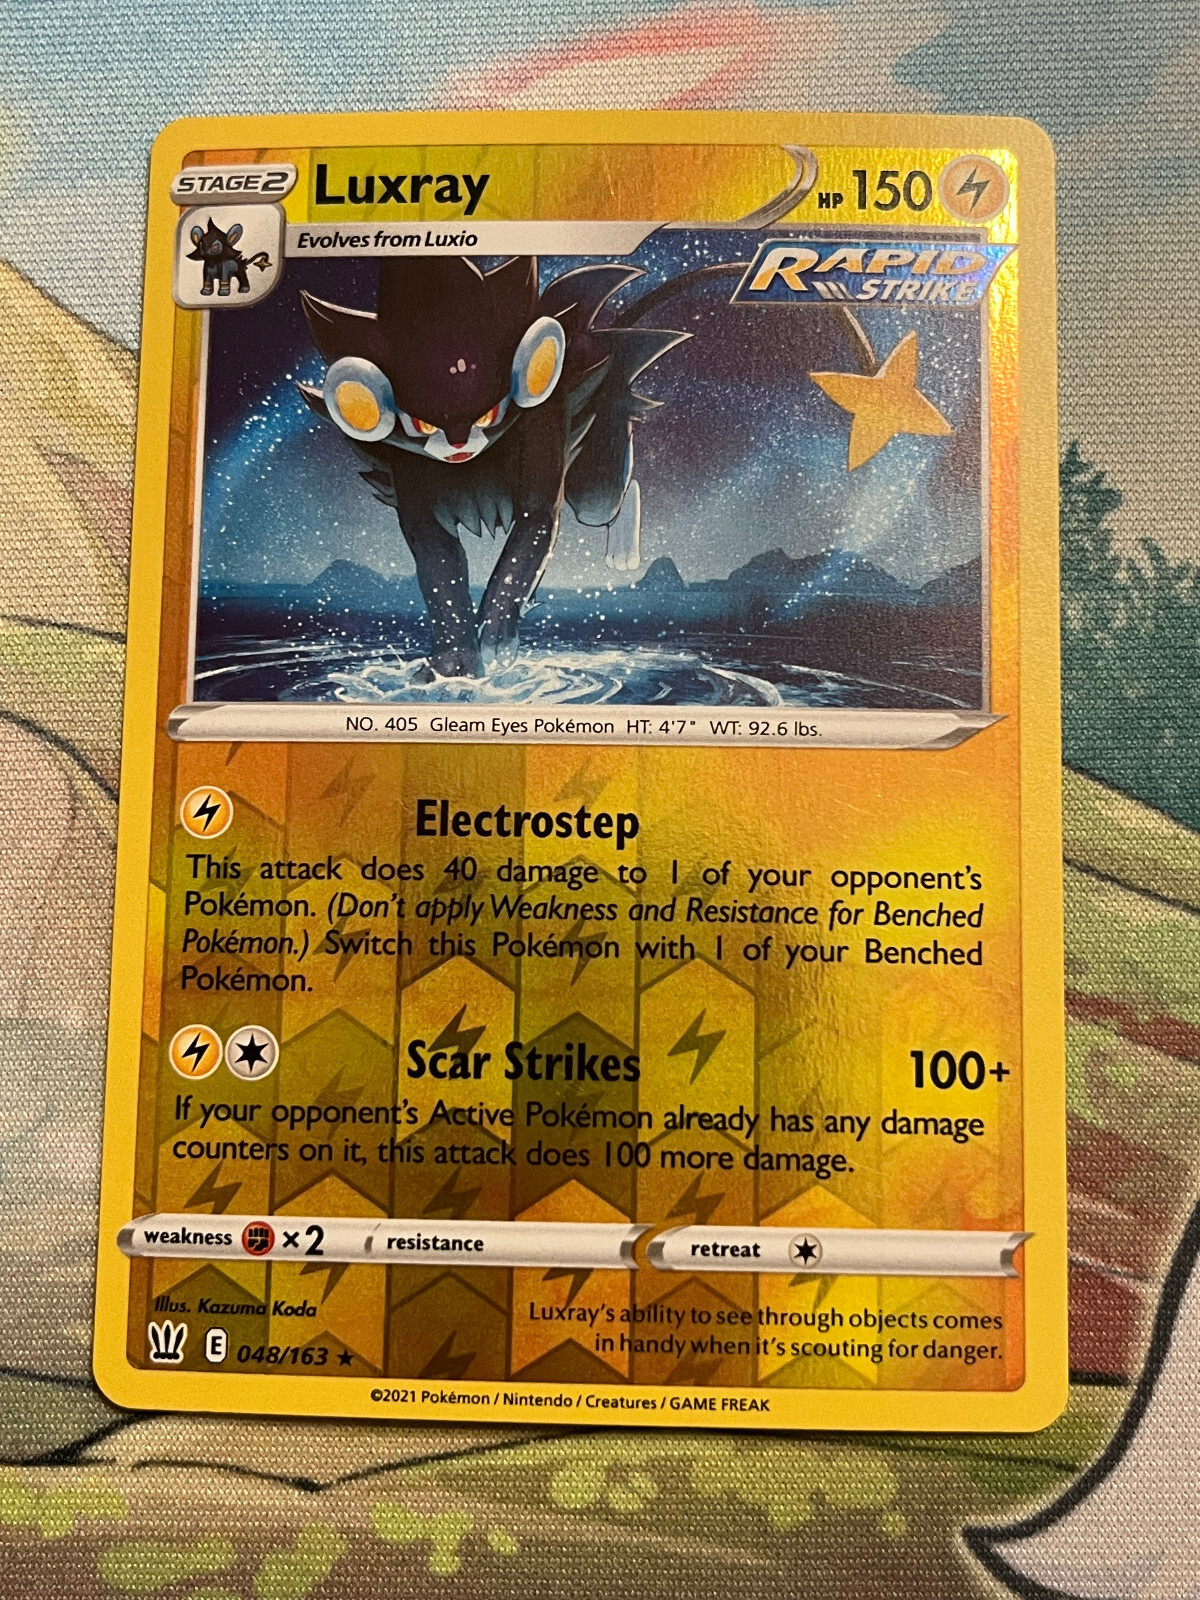 STAGE2 Luxray HP 150
Evolves from Luxio
RAPID
STRIKE
NO. 405 Gleam Eyes Pokémon HT: 4'7" WT: 92.6 lbs.
Electrostep
This attack does 40 damage to 1 of your opponent's
Pokémon. (Don't apply Weakness and Resistance for Benched
Pokémon.) Switch this Pokémon with 1 of your Benched
Pokémon.
Scar Strikes 100+
If your opponent's Active Pokémon already has any damage
counters on it, this attack does 100 more damage.
weakness ×2 resistance retreat
Illus. Kazuma Koda
E 048/163 ★
Luxray's ability to see through objects comes
in handy when it's scouting for danger.
©2021 Pokémon / Nintendo / Creatures / GAME FREAK